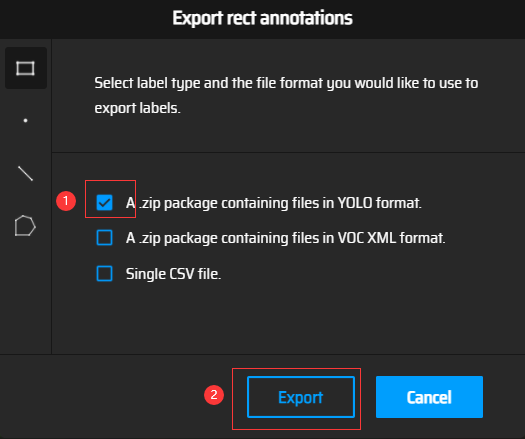 Export rect annotations
Select label type and the file format you would like to use to
export labels.
1 A .zip package containing files in YOLO format.
A .zip package containing files in VOC XML format.
Single CSV file.
2 Export Cancel